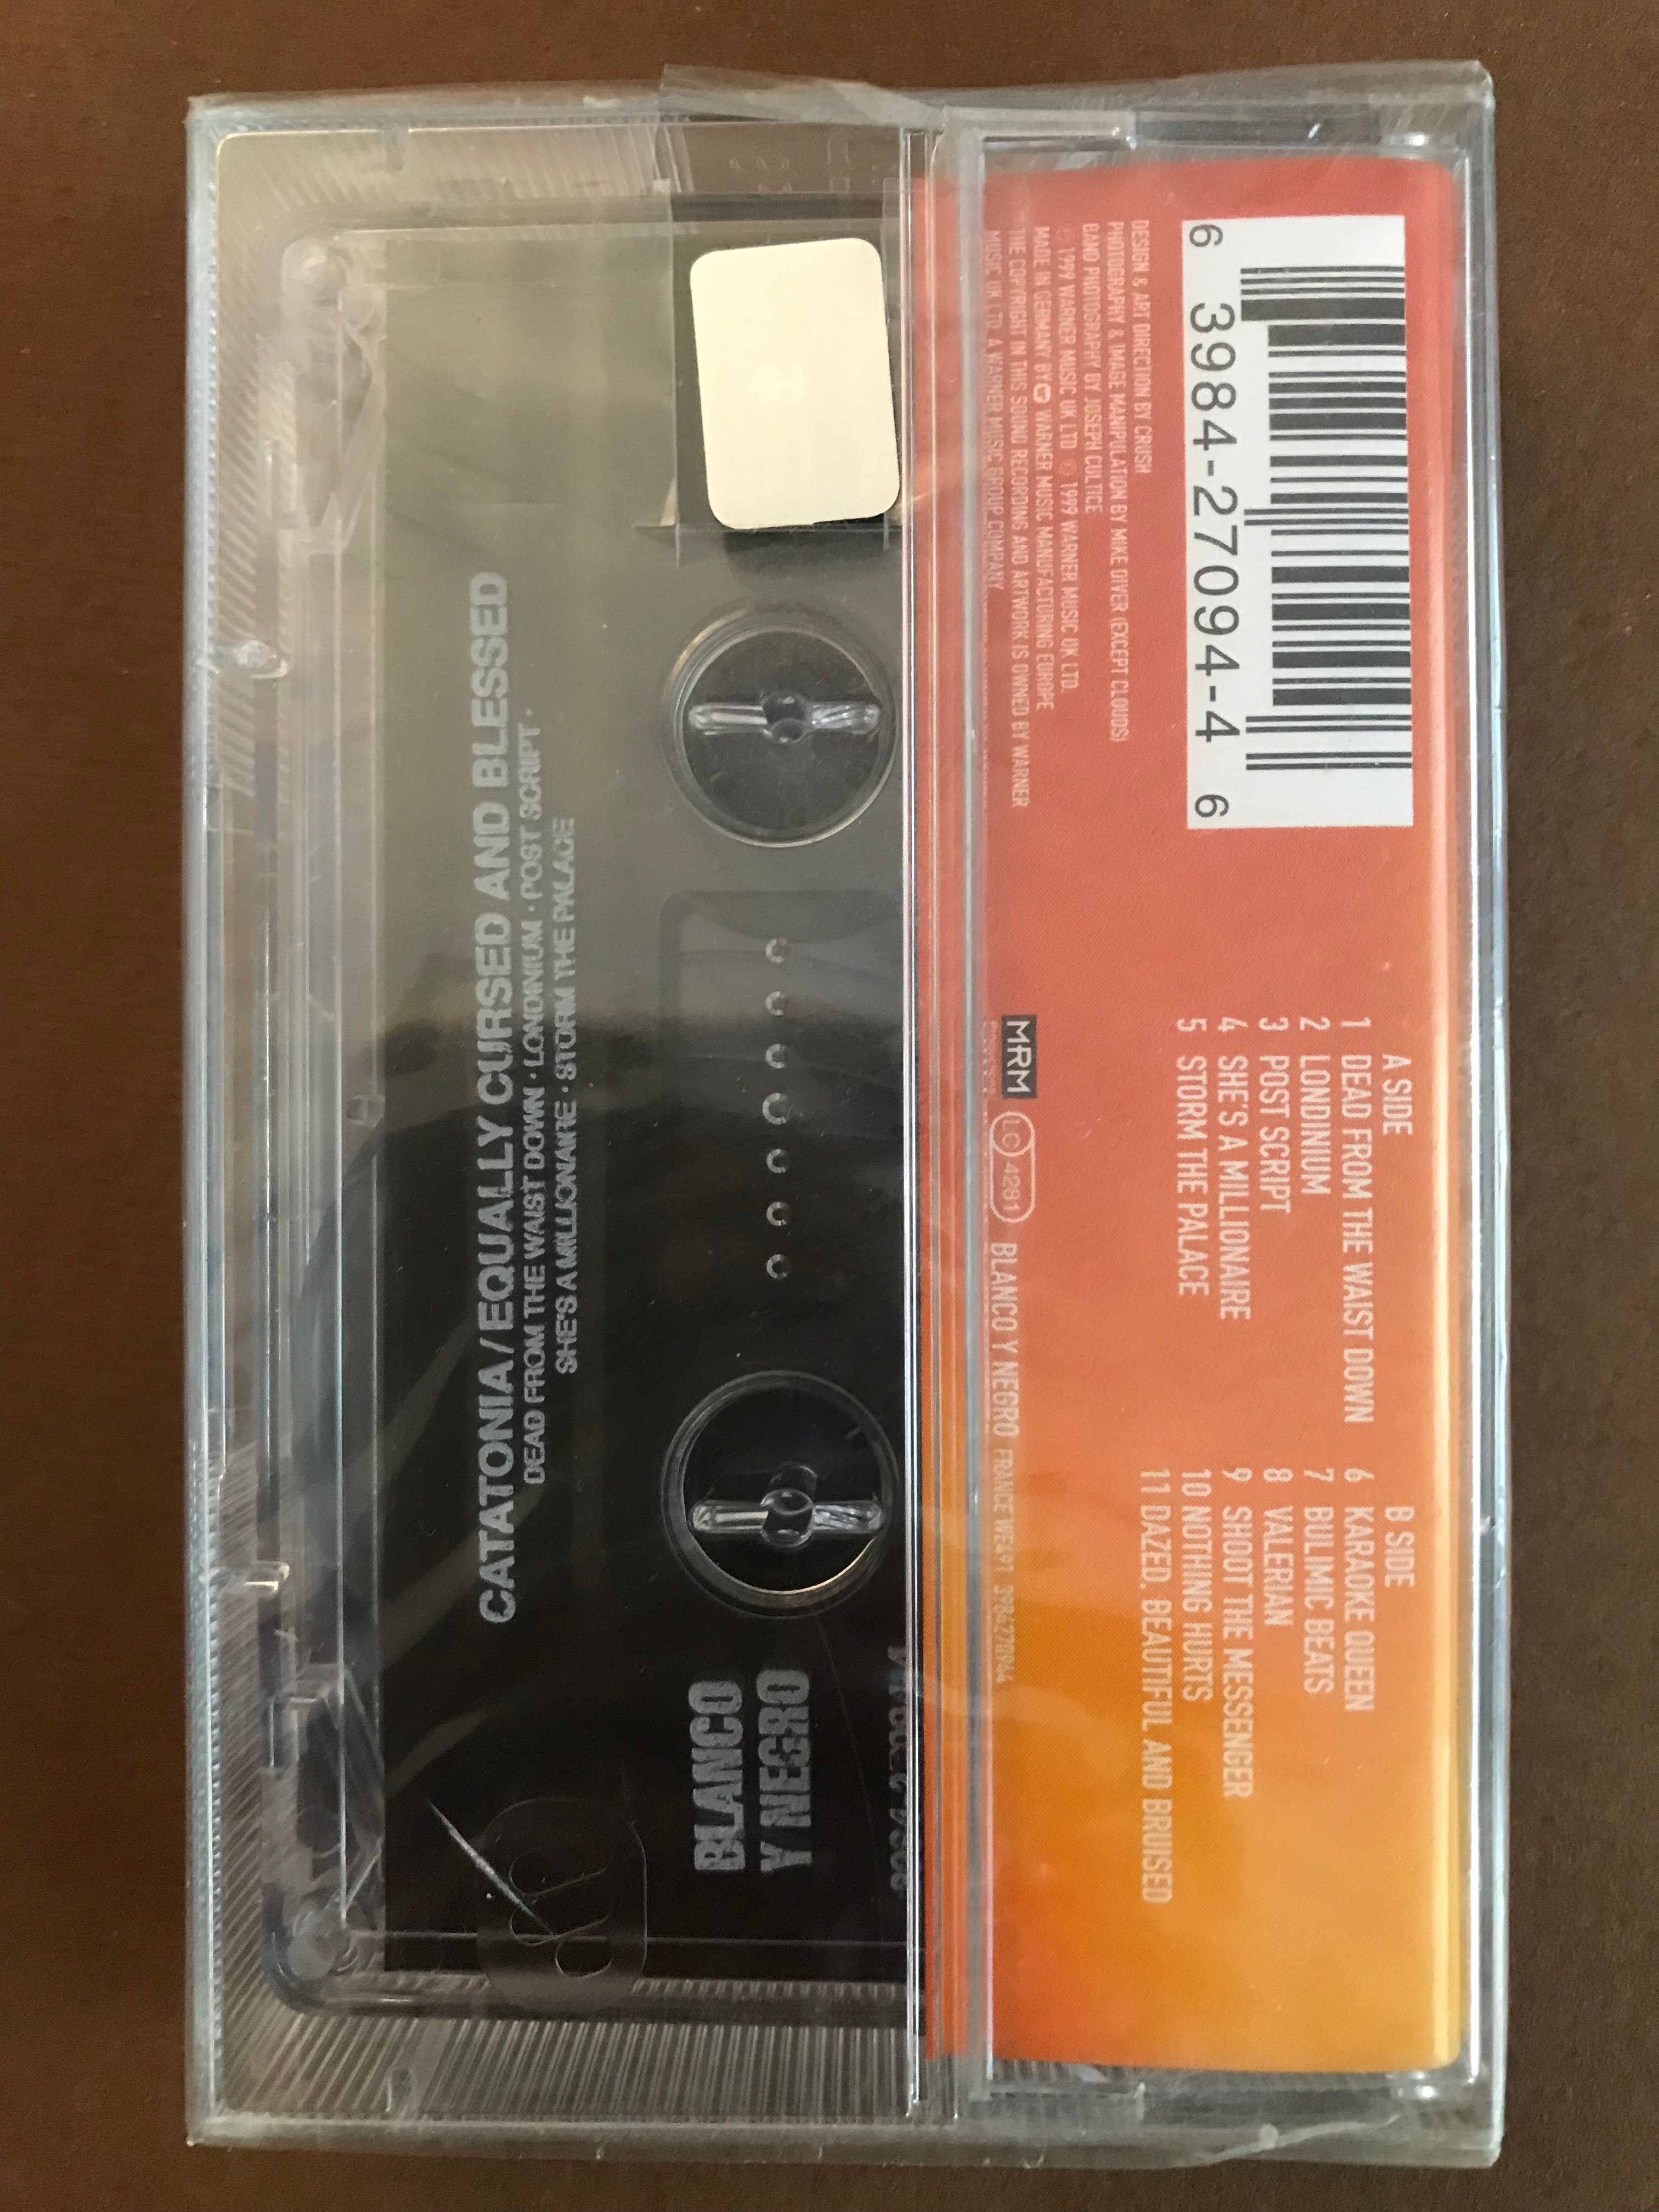 6 3984-27094-4 6
DESIGN & ART DIRECTION BY CRUSH
PHOTOGRAPHY & IMAGE MANIPULATION BY MIKE DIVER (EXCEPT CLOUDS)
BAND PHOTOGRAPHY BY JOSEPH CULTICE
℗ 1999 WARNER MUSIC UK LTD © 1999 WARNER MUSIC UK LTD.
MADE IN GERMANY BY WARNER MUSIC MANUFACTURING EUROPE
THE COPYRIGHT IN THIS SOUND RECORDING AND ARTWORK IS OWNED BY WARNER
MUSIC UK LTD. A WARNER MUSIC GROUP COMPANY
A SIDE
1 DEAD FROM THE WAIST DOWN
2 LONDINIUM
3 POST SCRIPT
4 SHE'S A MILLIONAIRE
5 STORM THE PALACE
B SIDE
6 KARAOKE QUEEN
7 BULIMIC BEATS
8 VALERIAN
9 SHOOT THE MESSENGER
10 NOTHING HURTS
11 DAZED, BEAUTIFUL AND BRUISED
MRM LC 4281 BLANCO Y NEGRO FRANCE WE491 3984270944
CATATONIA/EQUALLY CURSED AND BLESSED
DEAD FROM THE WAIST DOWN · LONDINIUM · POST SCRIPT ·
SHE'S A MILLIONAIRE · STORM THE PALACE
BLANCO
Y NEGRO